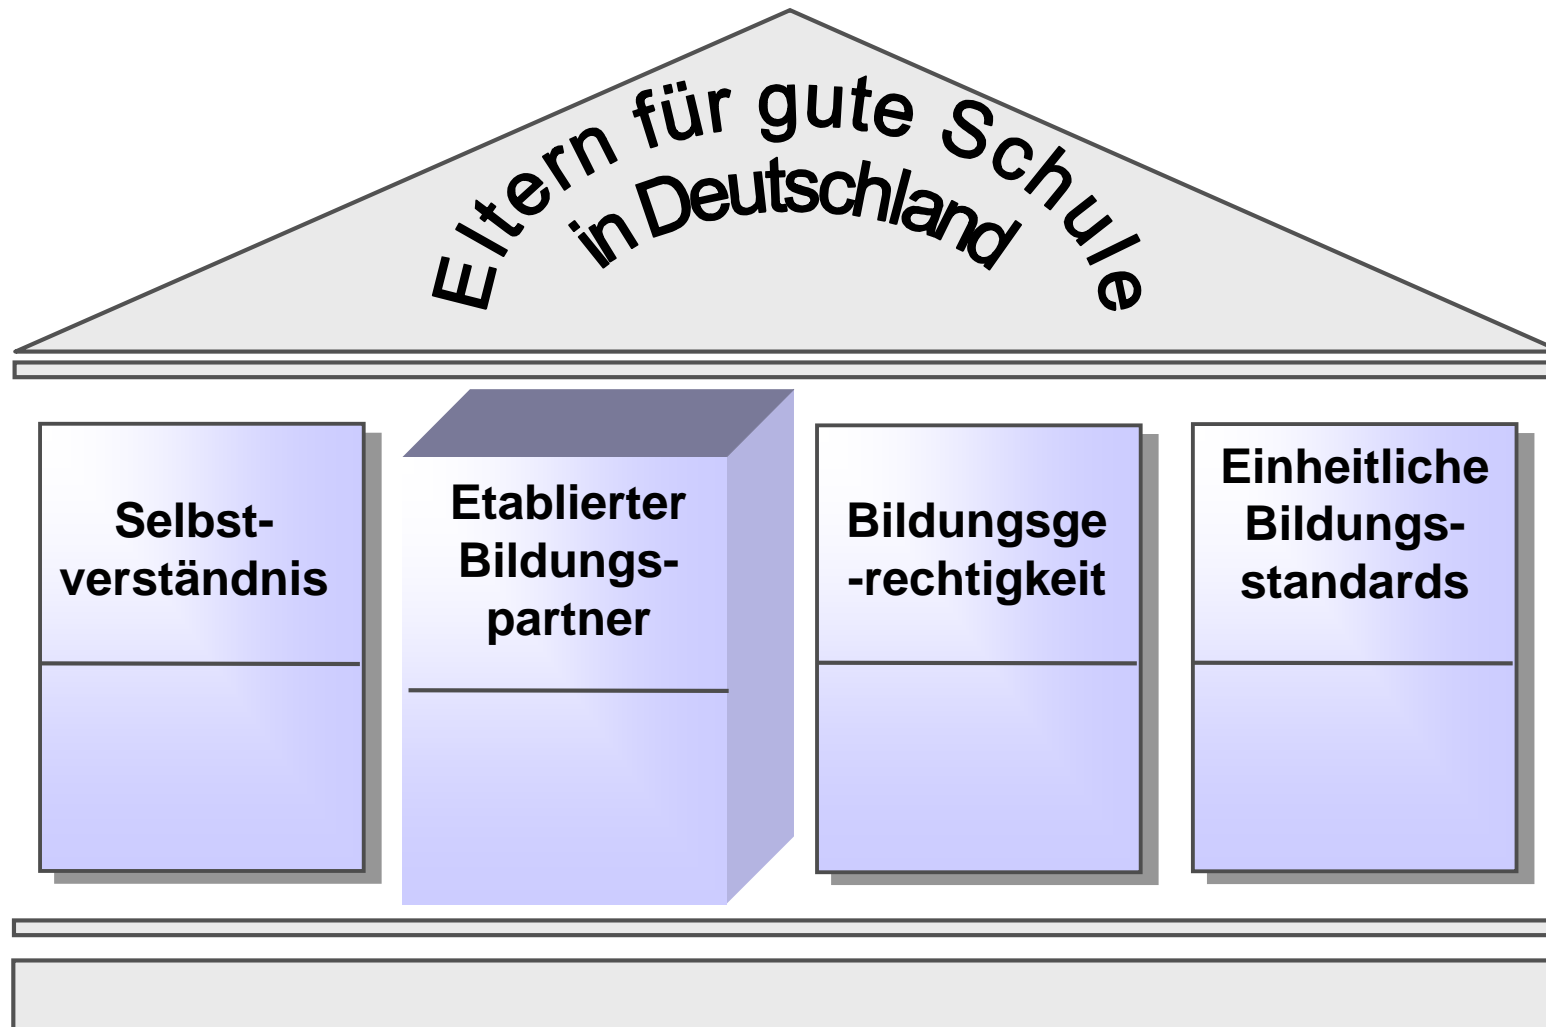 Eltern für gute Schule
in Deutschland
Selbst-
verständnis
Etablierter
Bildungs-
partner
Bildungsge
-rechtigkeit
Einheitliche
Bildungs-
standards